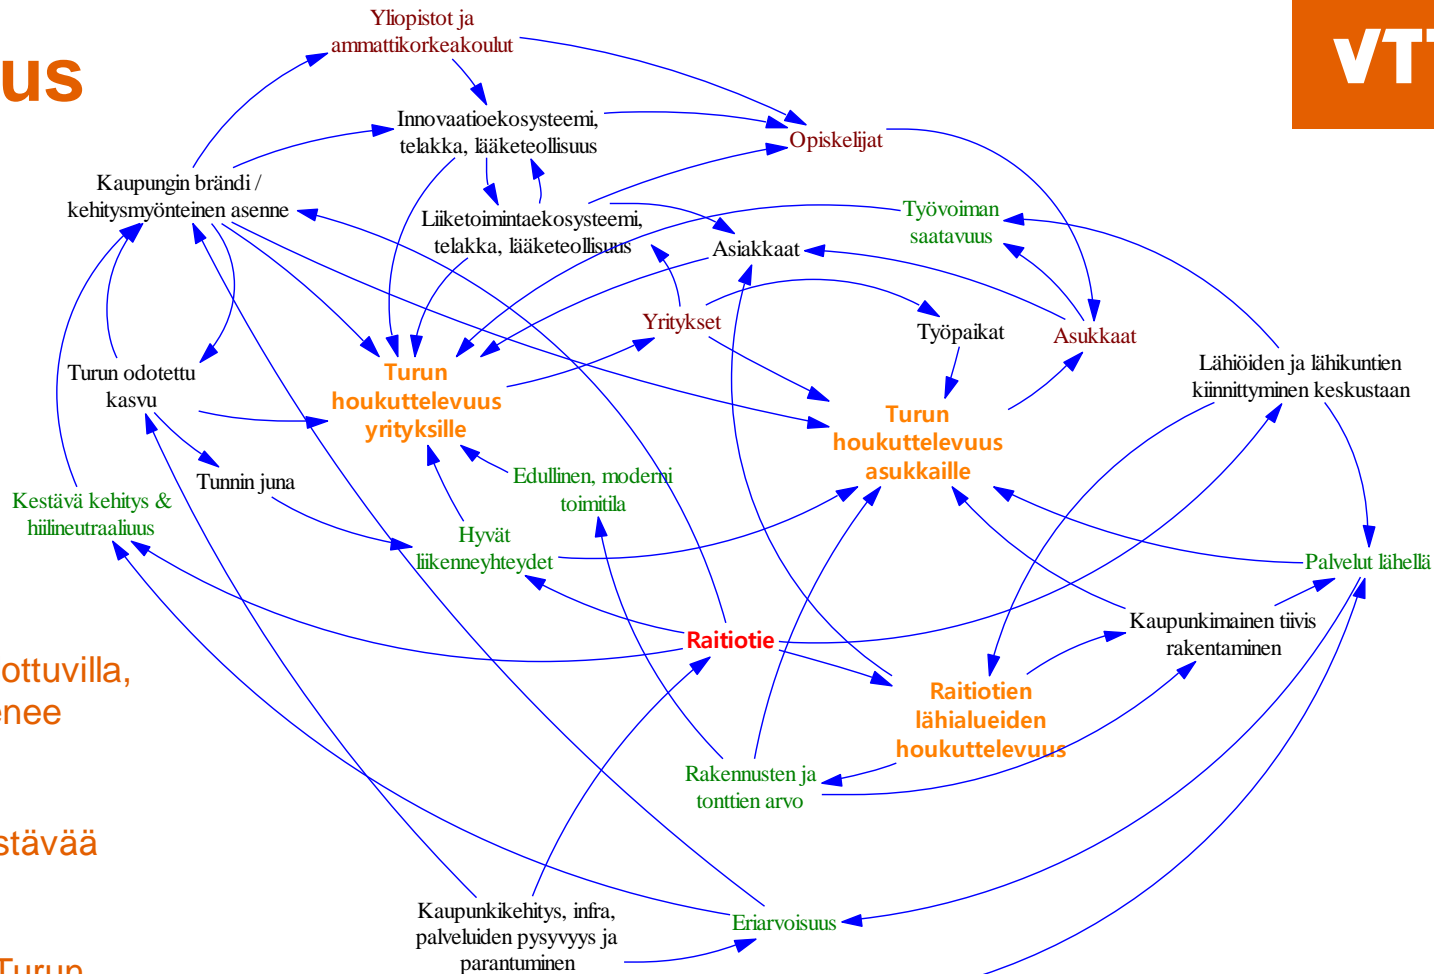 us
VTT
Yliopistot ja
ammattikorkeakoulut
Innovaatioekosysteemi,
telakka, lääketeollisuus
Opiskelijat
Kaupungin brändi /
kehitysmyönteinen asenne
Liiketoimintaekosysteemi,
telakka, lääketeollisuus
Asiakkaat
Työvoiman
saatavuus
Yritykset
Työpaikat
Asukkaat
Turun odotettu
kasvu
Turun
houkuttelevuus
yrityksille
Lähiöiden ja lähikuntien
kiinnittyminen keskustaan
Turun
houkuttelevuus
asukkaille
Tunnin juna
Edullinen, moderni
toimitila
Kestävä kehitys &
hiilineutraaliuus
Hyvät
liikenneyhteydet
Palvelut lähellä
Raitiotie
Kaupunkimainen tiivis
rakentaminen
ottuvilla,
enee
Raitiotien
lähialueiden
houkuttelevuus
Rakennusten ja
tonttien arvo
stävää
Kaupunkikehitys, infra,
palveluiden pysyvyys ja
parantuminen
Eriarvoisuus
Turun